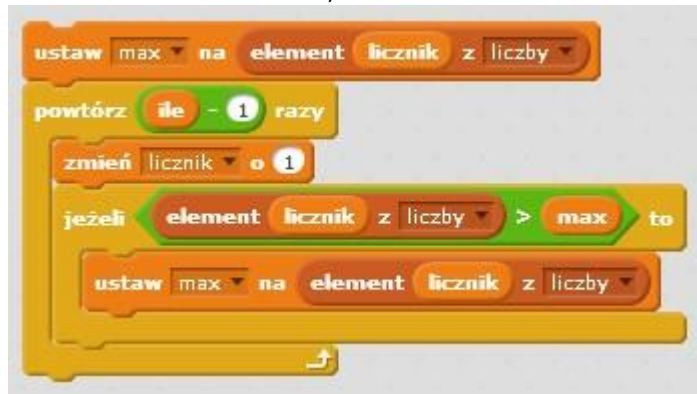 ustaw max na element licznik z liczby
powtórz ile - 1 razy
zmień licznik o 1
jeżeli element licznik z liczby > max to
ustaw max na element licznik z liczby